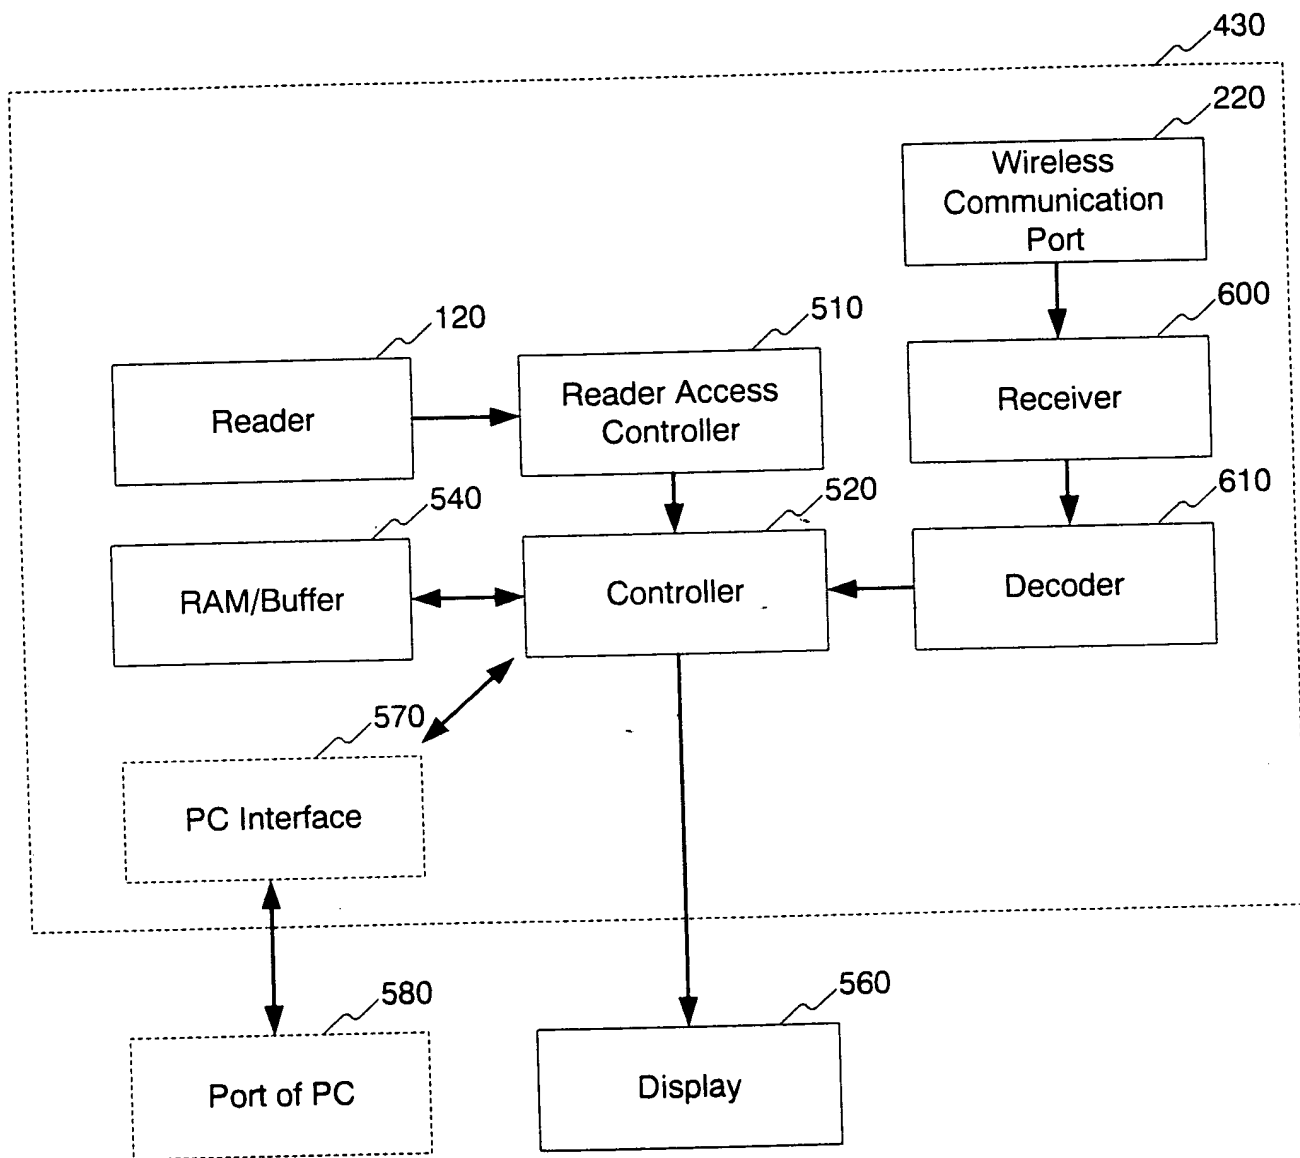 430
220
Wireless
Communication
Port
120
510
600
Reader
Reader Access
Controller
Receiver
540
520
610
RAM/Buffer
Controller
Decoder
570
PC Interface
580
560
Port of PC
Display